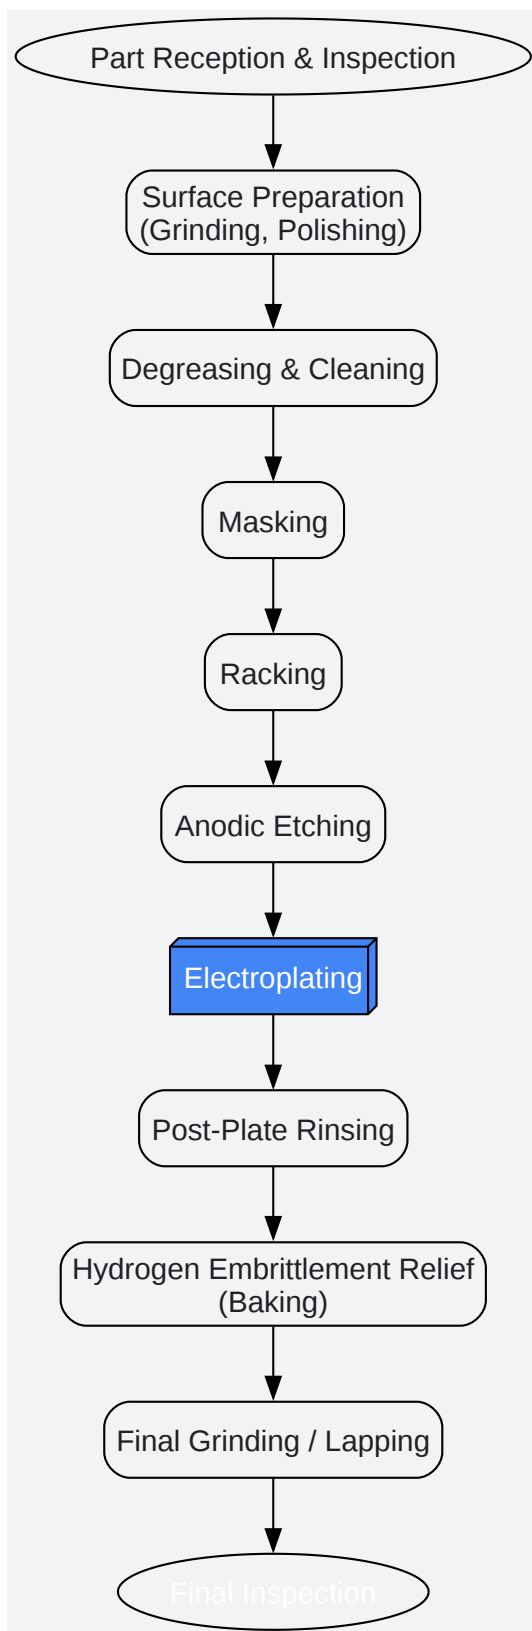 Part Reception & Inspection
Surface Preparation
(Grinding, Polishing)
Degreasing & Cleaning
Masking
Racking
Anodic Etching
Electroplating
Post-Plate Rinsing
Hydrogen Embrittlement Relief
(Baking)
Final Grinding / Lapping
Final Inspection